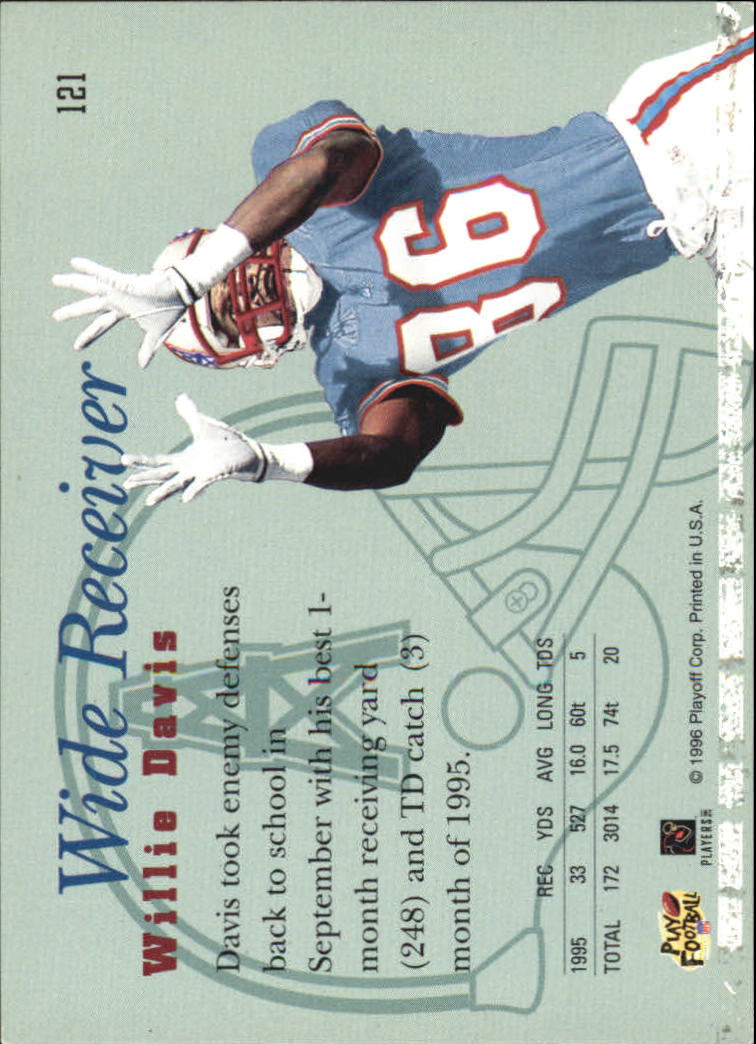 121
Wide Receiver
Willie Davis
Davis took enemy defenses
back to school in
September with his best 1-
month receiving yard
(248) and TD catch (3)
month of 1995.
REC YDS AVG LONG TDS
1995 33 527 16.0 60t 5
TOTAL 172 3014 17.5 74t 20
86
PLAY
FOOTBALL
PLAYERS INC
© 1996 Playoff Corp. Printed in U.S.A.